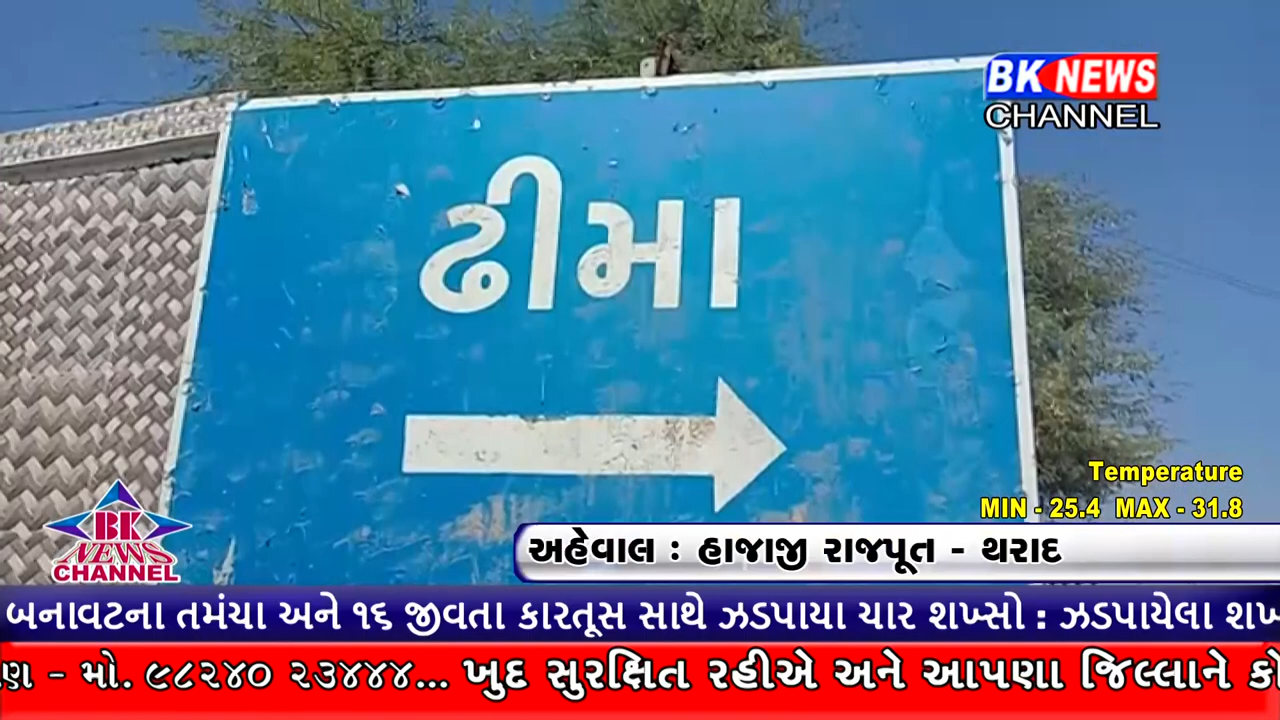 BK NEWS
CHANNEL
ઢીમા
Temperature
MIN - 25.4 MAX - 31.8
BK
NEWS
CHANNEL
અહેવાલ : હાજાજી રાજપૂત - થરાદ
બનાવટના તમંચા અને ૧૬ જીવતા કારતૂસ સાથે ઝડપાયા ચાર શખ્સો : ઝડપાયેલા શખ
ણ - મો. ૯૮૨૪૦ ૨૩૪૪૪... ખુદ સુરક્ષિત રહીએ અને આપણા જિલ્લાને કો